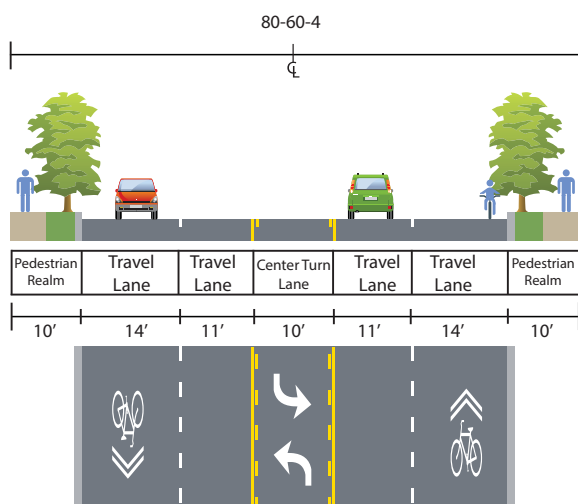 80-60-4
℄
Pedestrian Realm
Travel Lane
Travel Lane
Center Turn Lane
Travel Lane
Travel Lane
Pedestrian Realm
10’ 14’ 11’ 10’ 11’ 14’ 10’